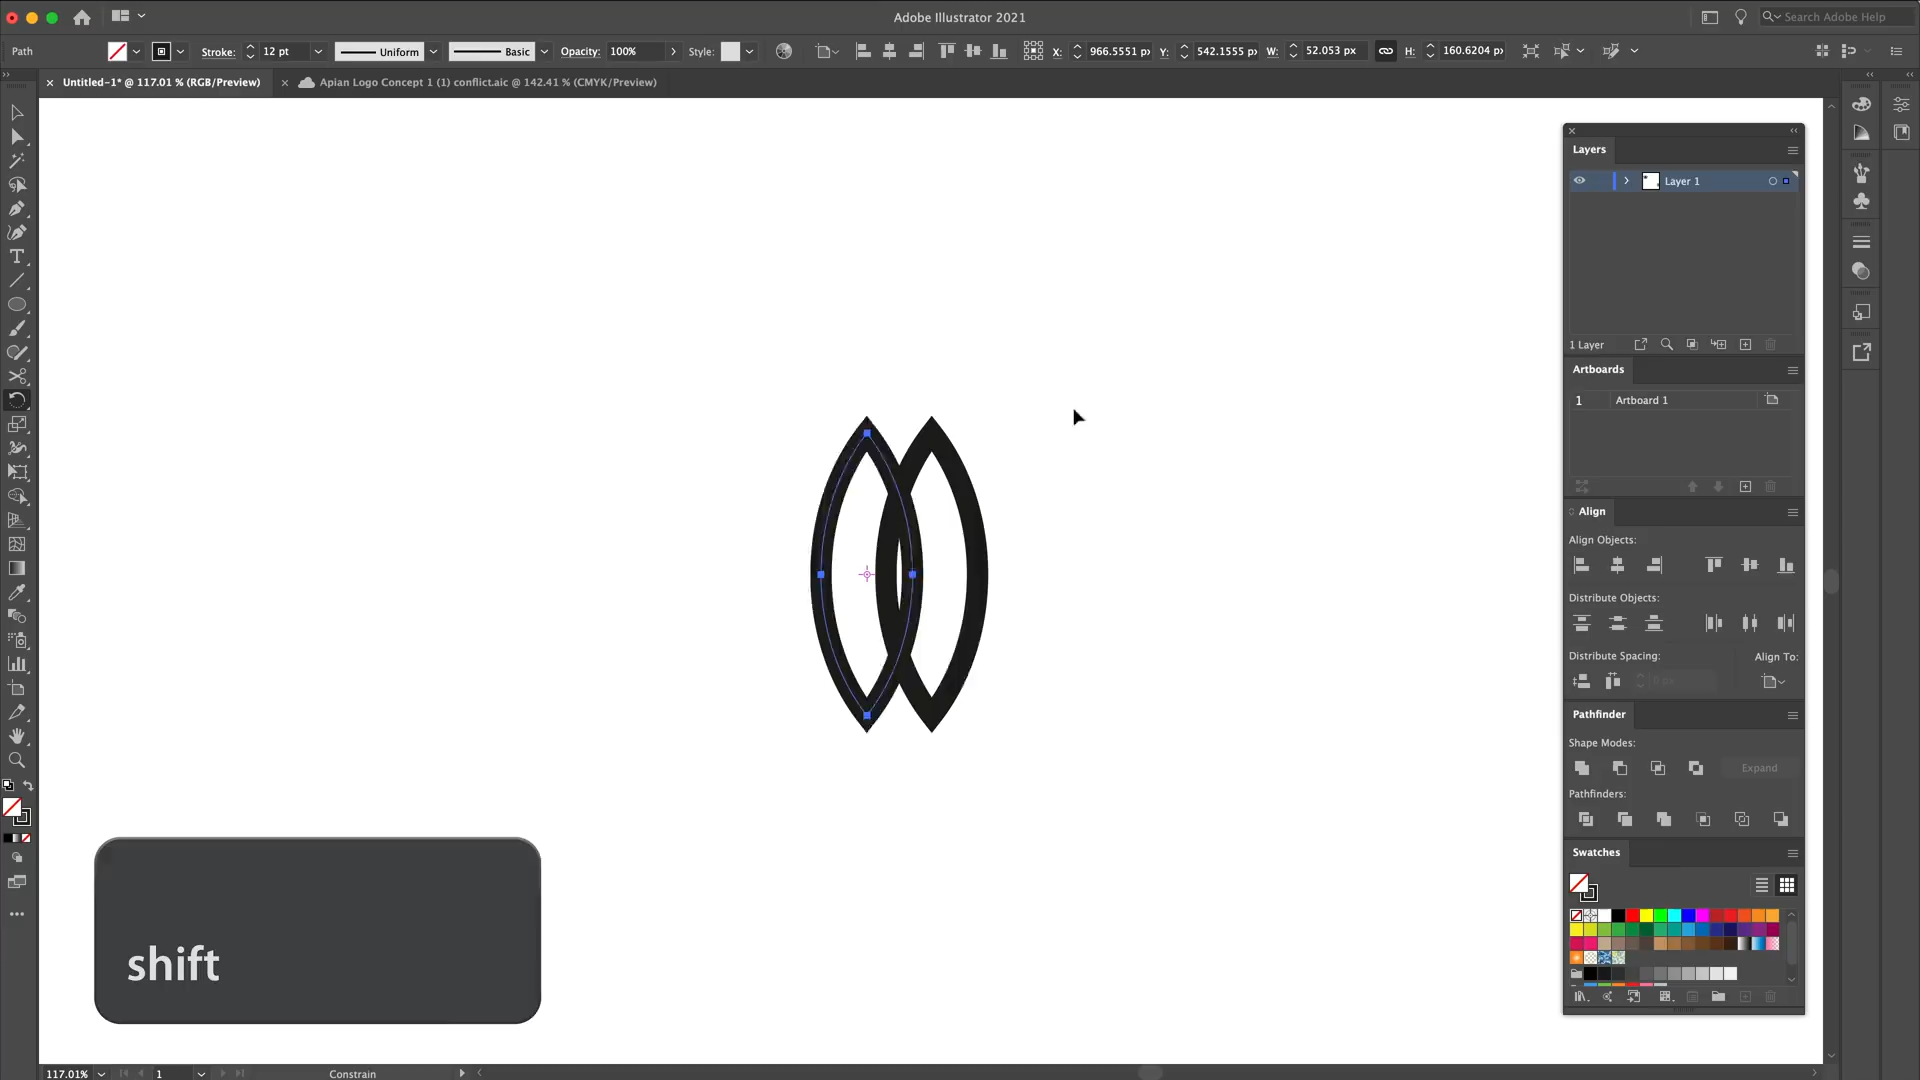 Adobe Illustrator 2021
Search Adobe Help
Path
Stroke:
12 pt
Uniform
Basic
Opacity:
100%
Style:
X:
966.5551 px
Y:
542.1555 px
W:
52.053 px
H:
160.6204 px
Untitled-1* @ 117.01 % (RGB/Preview)
Apian Logo Concept 1 (1) conflict.aic @ 142.41 % (CMYK/Preview)
Layers
Layer 1
1 Layer
Artboards
1
Artboard 1
Align
Align Objects:
Distribute Objects:
Distribute Spacing:
Align To:
0 px
Pathfinder
Shape Modes:
Expand
Pathfinders:
Swatches
shift
117.01%
1
Constrain